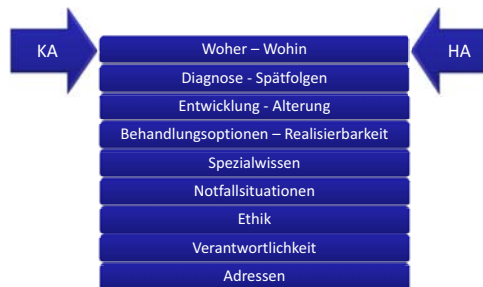 KA
HA
Woher – Wohin
Diagnose - Spätfolgen
Entwicklung - Alterung
Behandlungsoptionen – Realisierbarkeit
Spezialwissen
Notfallsituationen
Ethik
Verantwortlichkeit
Adressen